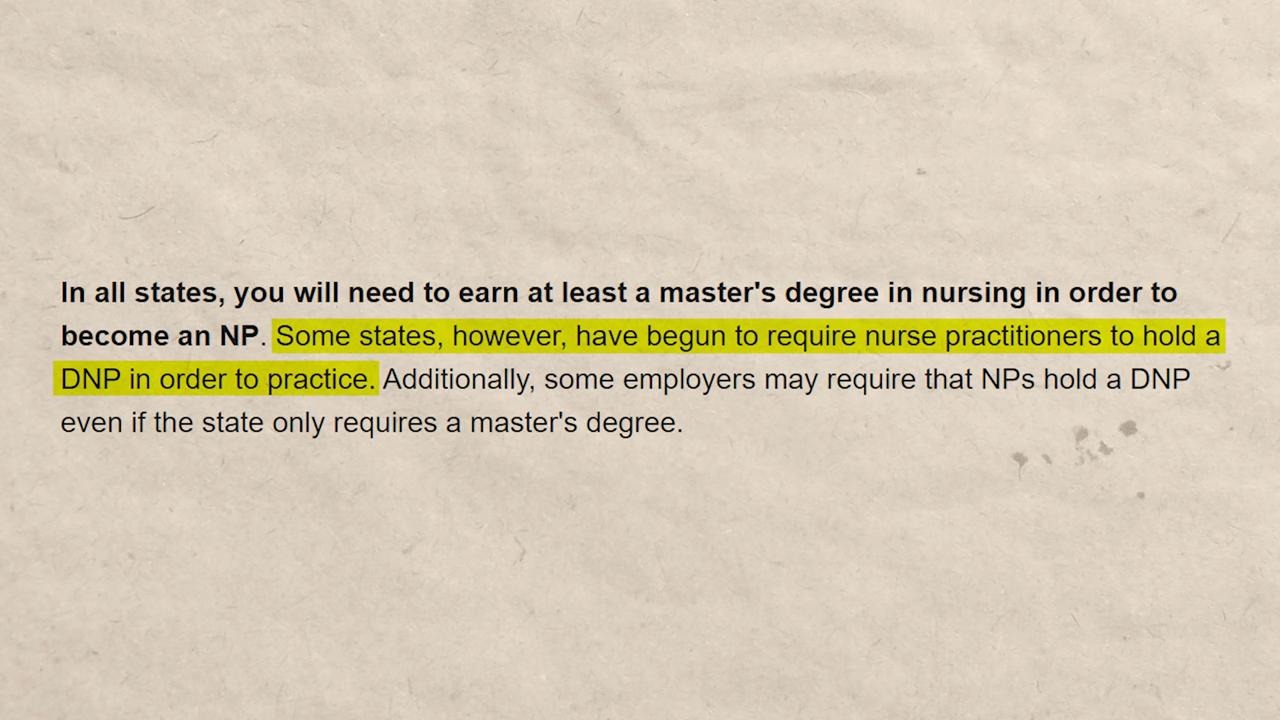 In all states, you will need to earn at least a master's degree in nursing in order to
become an NP. Some states, however, have begun to require nurse practitioners to hold a
DNP in order to practice. Additionally, some employers may require that NPs hold a DNP
even if the state only requires a master's degree.